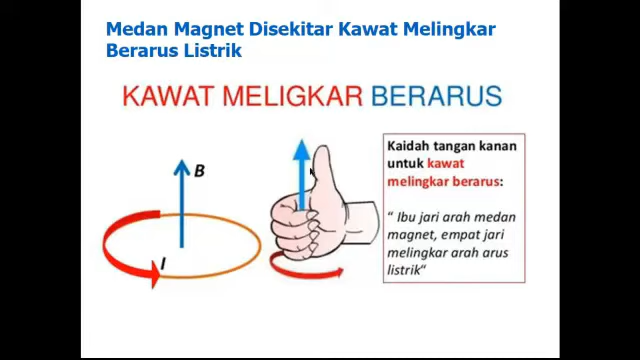 Medan Magnet Disekitar Kawat Melingkar
Berarus Listrik
KAWAT MELIGKAR BERARUS
B
I
Kaidah tangan kanan
untuk kawat
melingkar berarus:
“ Ibu jari arah medan
magnet, empat jari
melingkar arah arus
listrik“